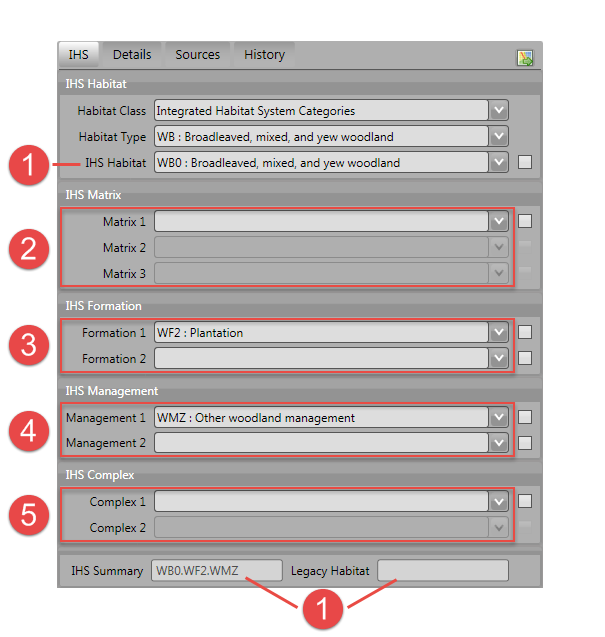 IHS Details Sources History
IHS Habitat
Habitat Class Integrated Habitat System Categories
Habitat Type WB : Broadleaved, mixed, and yew woodland
1 IHS Habitat WB0 : Broadleaved, mixed, and yew woodland
IHS Matrix
Matrix 1
2 Matrix 2
Matrix 3
IHS Formation
Formation 1 WF2 : Plantation
3
Formation 2
IHS Management
Management 1 WMZ : Other woodland management
4
Management 2
IHS Complex
Complex 1
5
Complex 2
IHS Summary WB0.WF2.WMZ Legacy Habitat
1